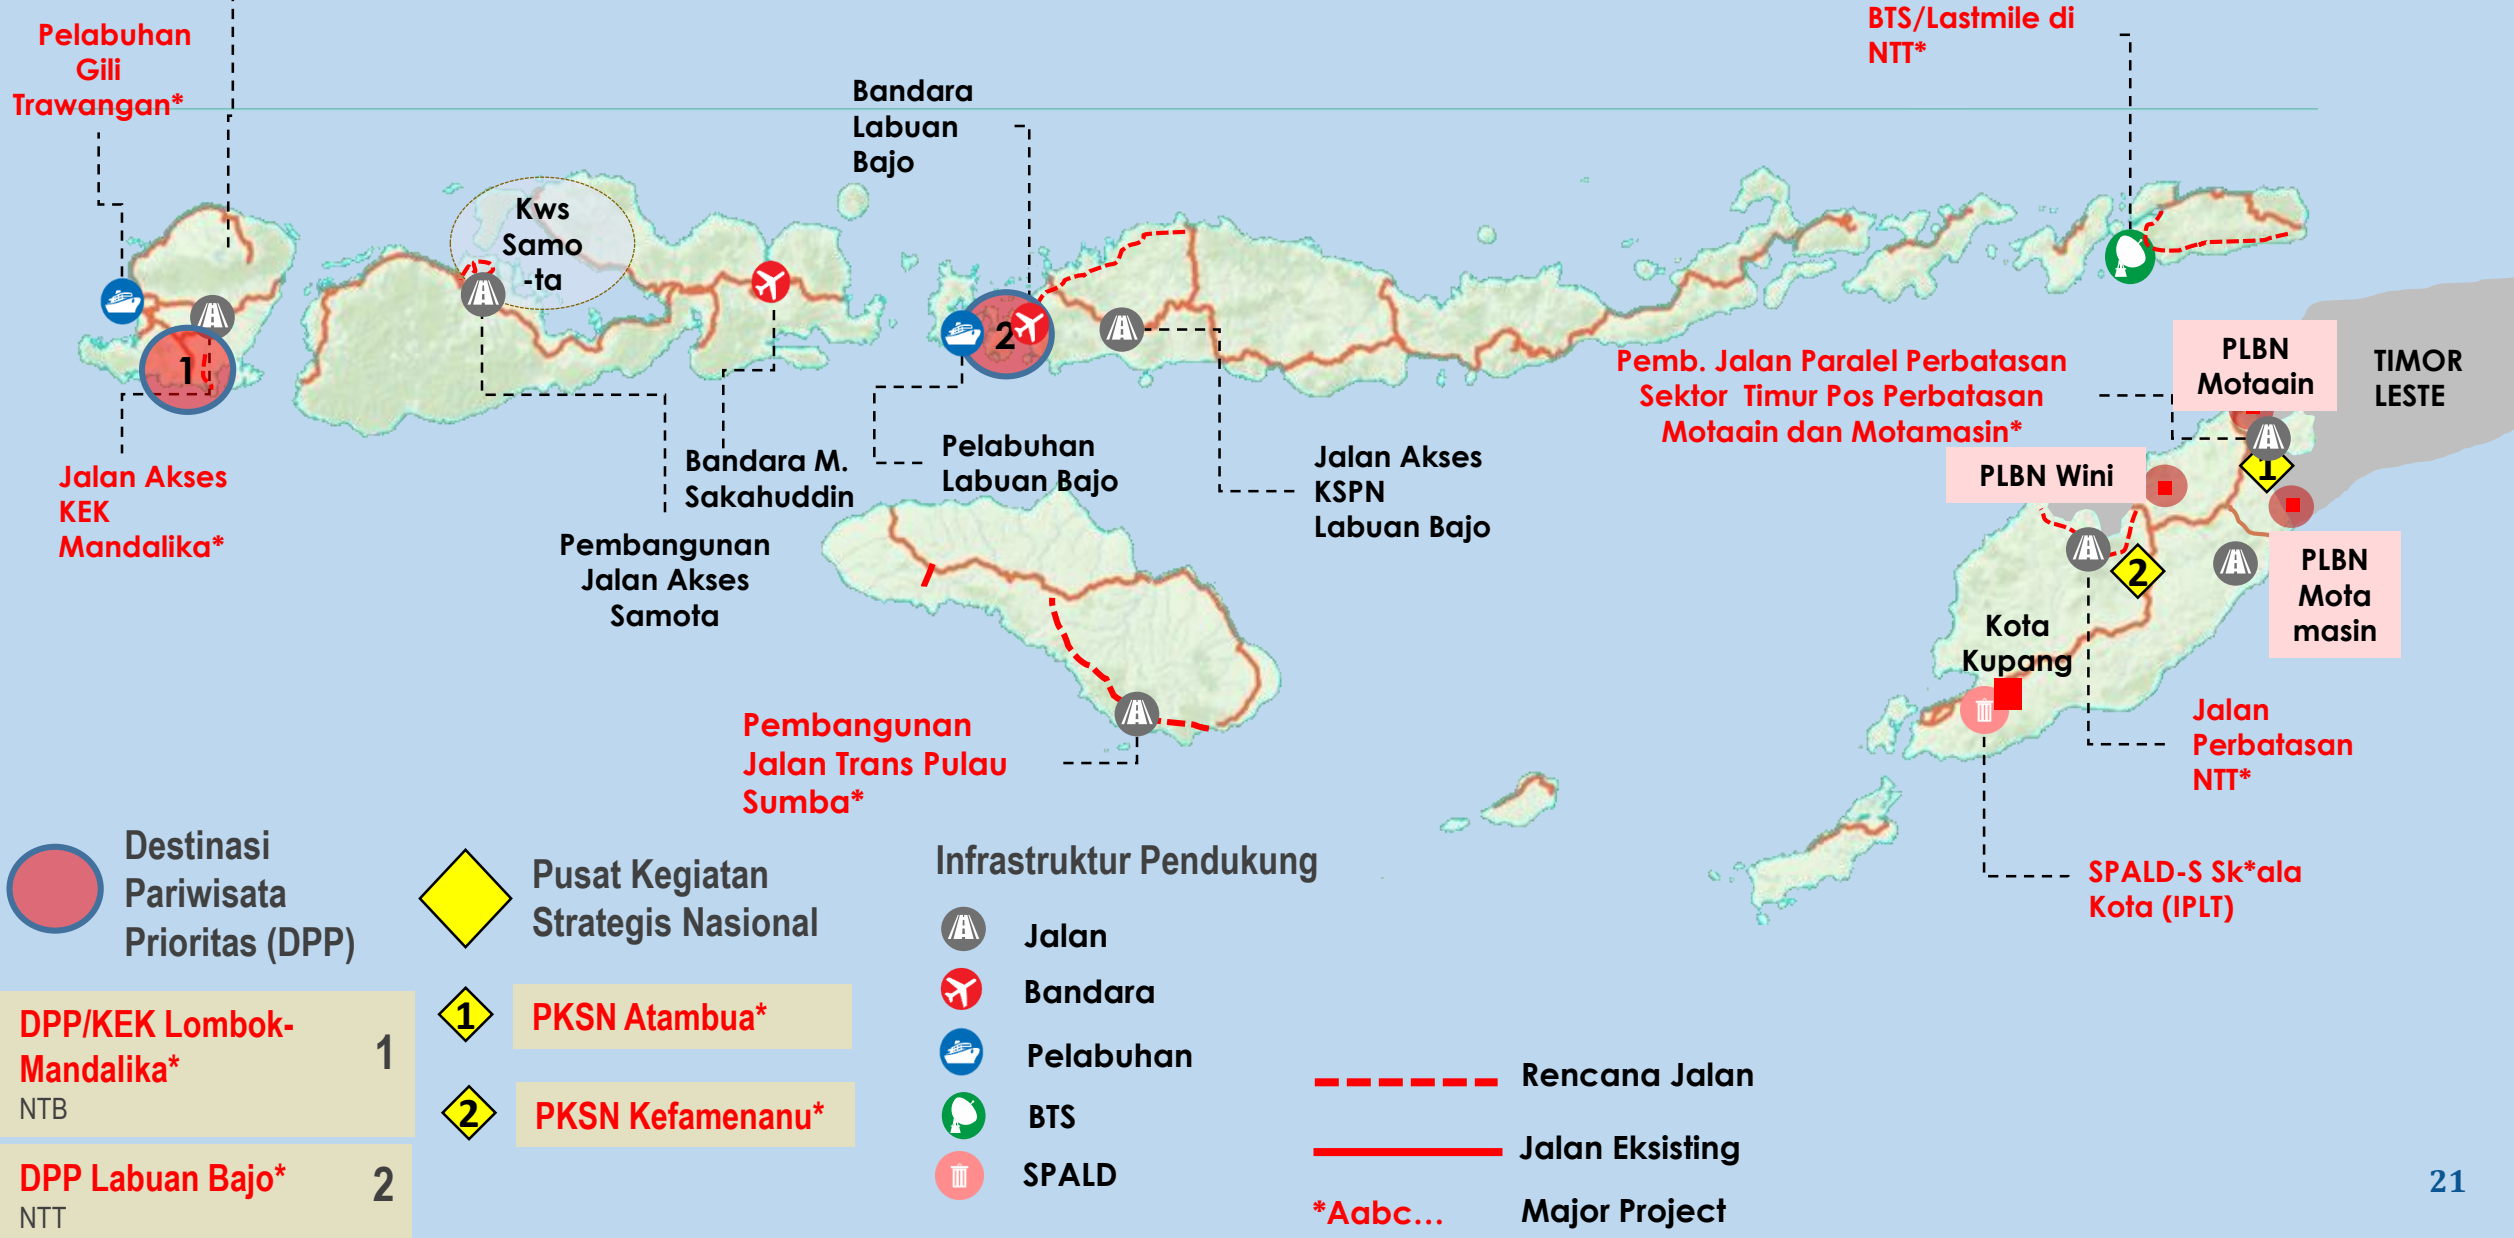 Pelabuhan
Gili
Trawangan*
BTS/Lastmile di
NTT*
Bandara
Labuan
Bajo
Kws
Samo
-ta
1
2
Jalan Akses
KEK
Mandalika*
Bandara M.
Sakahuddin
Pembangunan
Jalan Akses
Samota
Pelabuhan
Labuan Bajo
Jalan Akses
KSPN
Labuan Bajo
Pemb. Jalan Paralel Perbatasan
Sektor Timur Pos Perbatasan
Motaain dan Motamasin*
PLBN
Motaain
TIMOR
LESTE
PLBN Wini
1
2
PLBN
Mota
masin
Kota
Kupang
Jalan
Perbatasan
NTT*
Pembangunan
Jalan Trans Pulau
Sumba*
SPALD-S Sk*ala
Kota (IPLT)
Destinasi
Pariwisata
Prioritas (DPP)
DPP/KEK Lombok-
Mandalika*
NTB
1
DPP Labuan Bajo*
NTT
2
Pusat Kegiatan
Strategis Nasional
1 PKSN Atambua*
2 PKSN Kefamenanu*
Infrastruktur Pendukung
Jalan
Bandara
Pelabuhan
BTS
SPALD
Rencana Jalan
Jalan Eksisting
*Aabc... Major Project
21